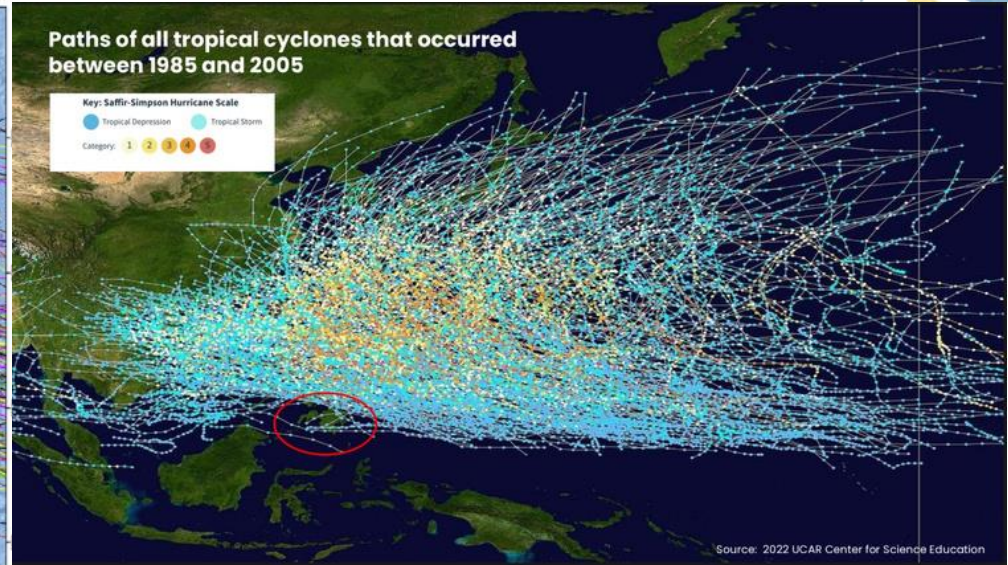 Paths of all tropical cyclones that occurred
between 1985 and 2005
Key: Saffir-Simpson Hurricane Scale
Tropical Depression Tropical Storm
Category: 1 2 3 4 5
Source: 2022 UCAR Center for Science Education